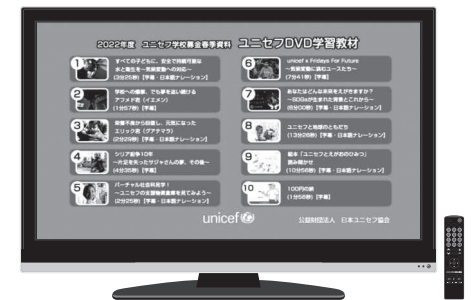 2022年度 ユニセフ学校募金春季資料 ユニセフDVD学習教材
1
すべての子どもに、安全で持続可能な
水と衛生を〜気候変動への対応〜
(3分25秒)【字幕・日本語ナレーション】
2
学校への爆撃、でも夢を追い続ける
アフメド君(イエメン)
(1分57秒)【字幕】
3
栄養不良から回復し、元気になった
エリック君(グアテマラ)
(2分29秒)【字幕・日本語ナレーション】
4
シリア紛争10年
〜片足を失ったサジャさんの夢、その後〜
(4分35秒)【字幕】
5
バーチャル社会科見学!
〜ユニセフの支援物資倉庫を見てみよう〜
(2分25秒)【字幕・日本語ナレーション】
6
unicef x Fridays For Future
〜気候変動に挑むユースたち〜
(7分41秒)【字幕】
7
あなたはどんな未来をえがきますか?
〜SDGsが生まれた背景とこれから〜
(6分00秒)【字幕・日本語ナレーション】
8
ユニセフと地球のともだち
(13分26秒)【字幕・日本語ナレーション】
9
絵本「ユニセフとえがおのひみつ」
読み聞かせ
(10分56秒)【字幕・日本語ナレーション】
10
100円の旅
(1分56秒)【字幕】
unicef
公益財団法人 日本ユニセフ協会